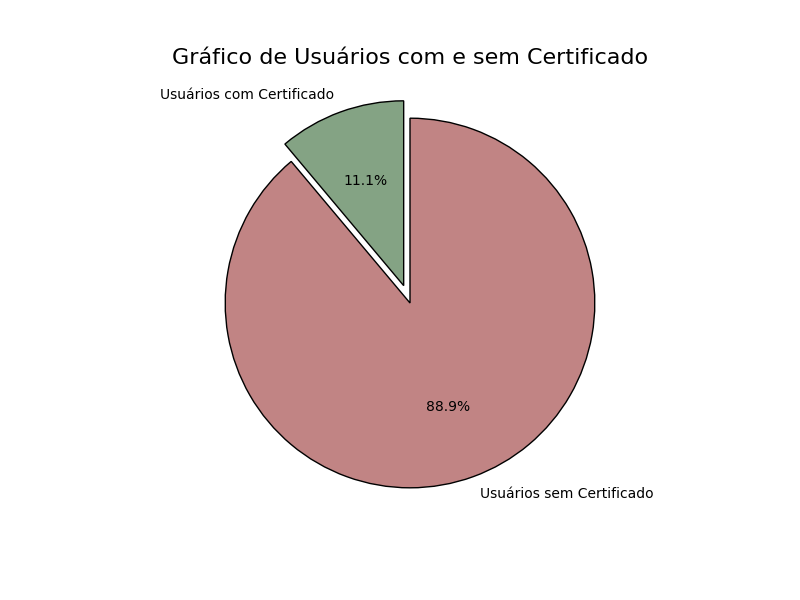 Gráfico de Usuários com e sem Certificado
Usuários com Certificado
11.1%
88.9%
Usuários sem Certificado